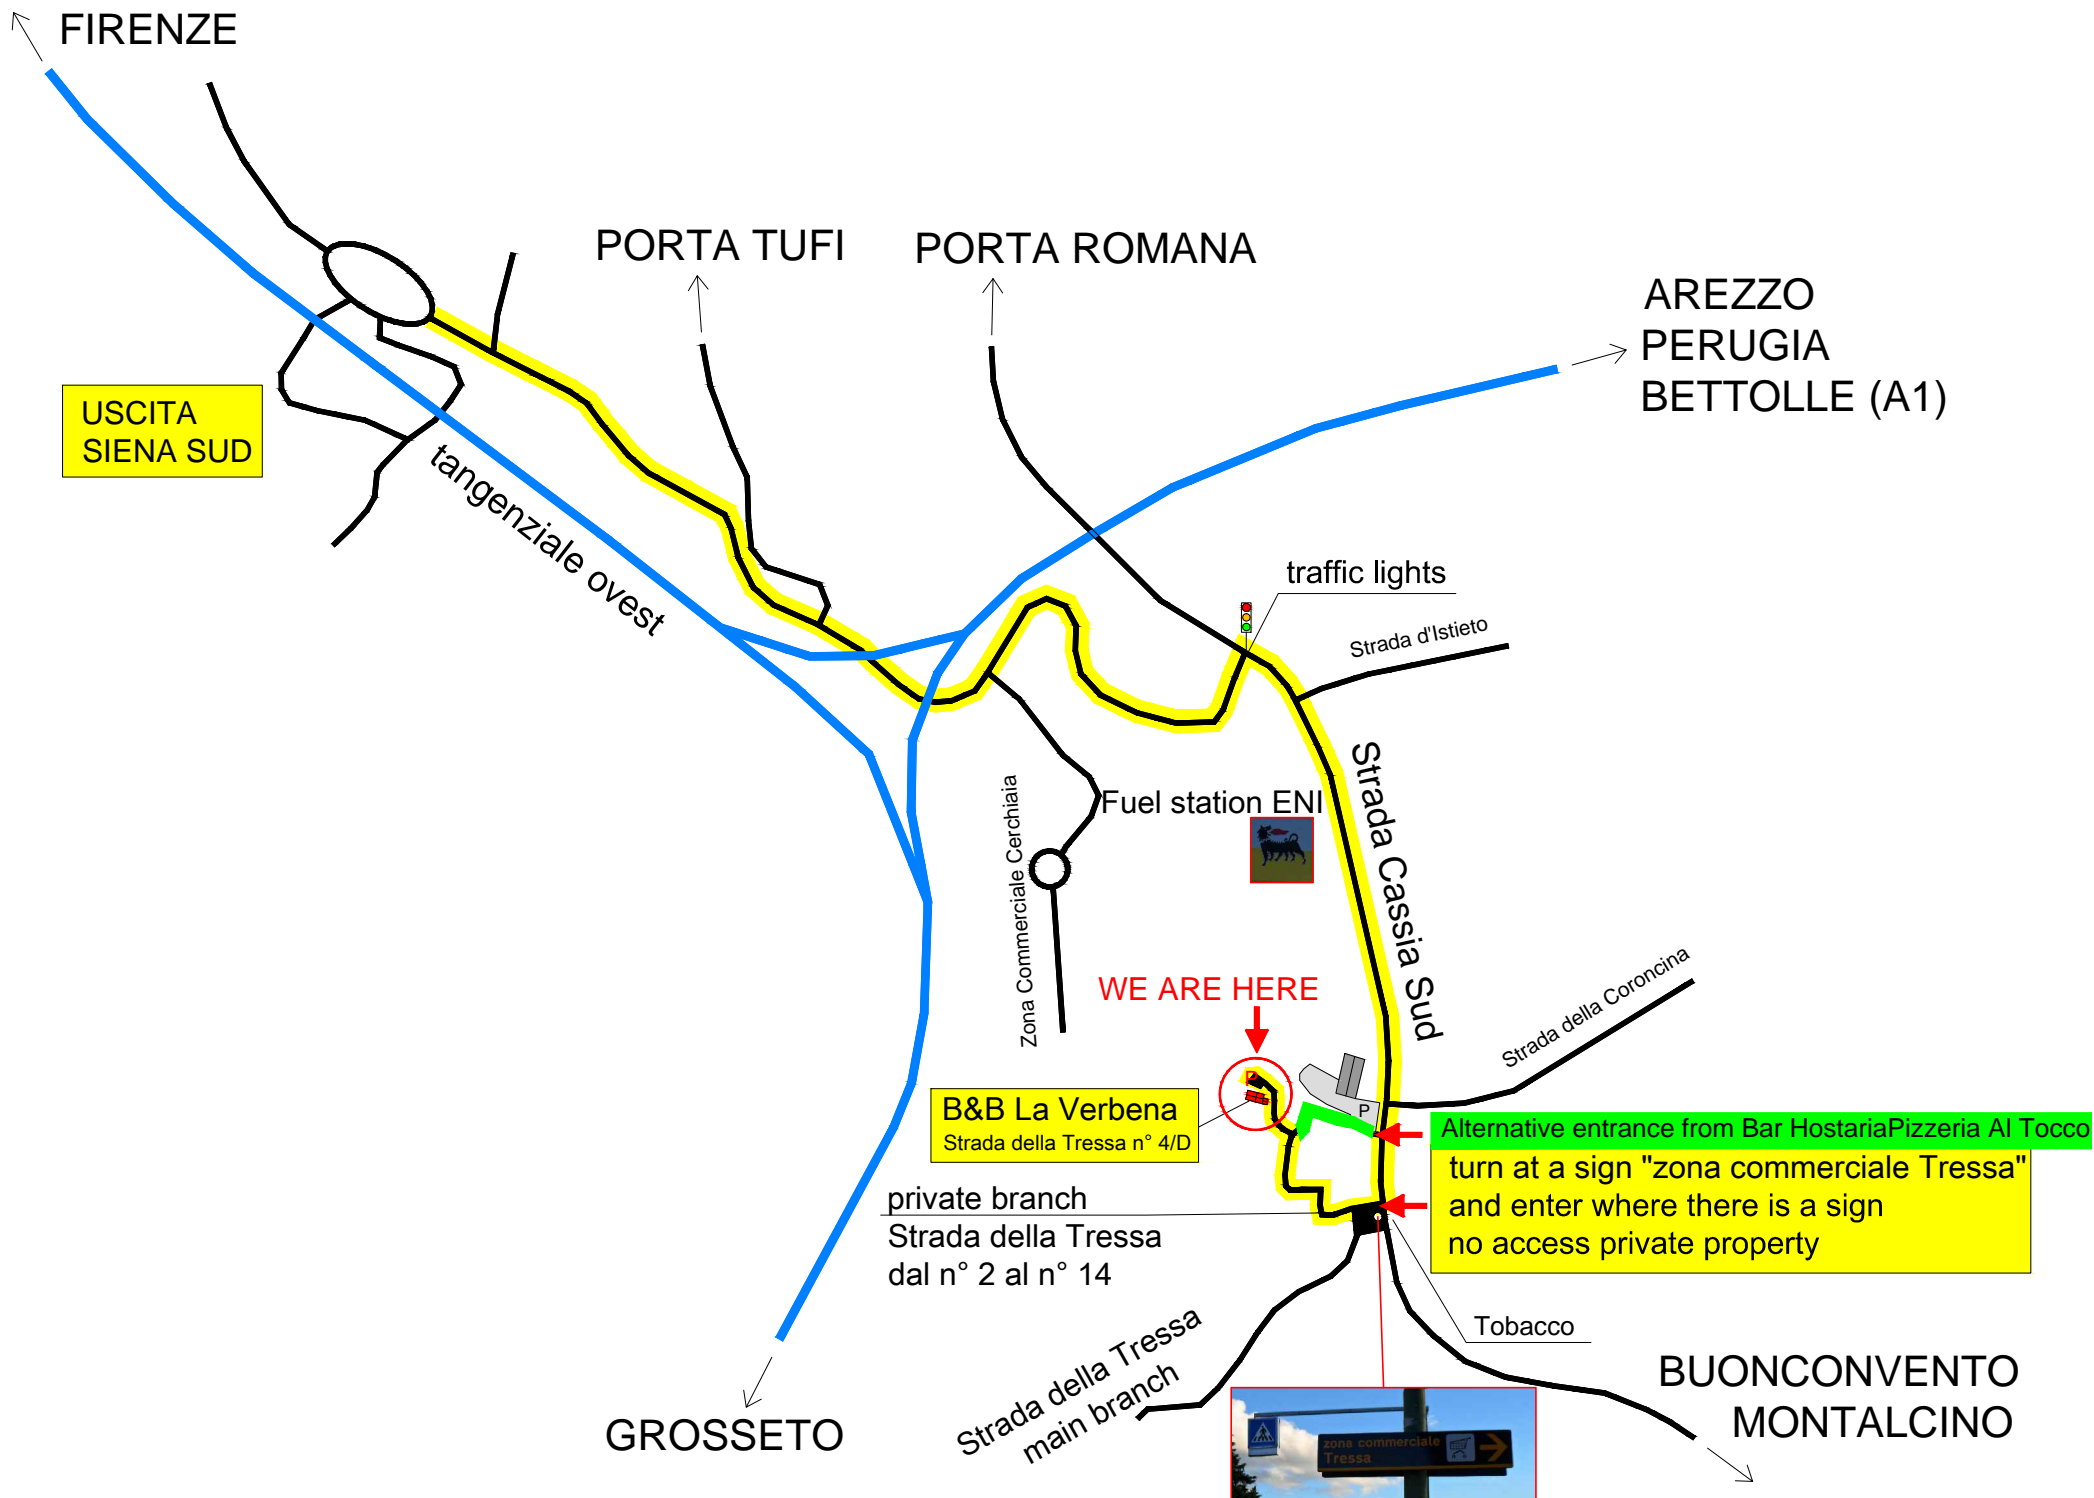 FIRENZE
PORTA TUFI
PORTA ROMANA
AREZZO
PERUGIA
BETTOLLE (A1)
USCITA
SIENA SUD
tangenziale ovest
traffic lights
Strada d'Istieto
Strada Cassia Sud
Fuel station ENI
Zona Commerciale Cerchiaia
WE ARE HERE
Strada della Coroncina
P
P
B&B La Verbena
Strada della Tressa n° 4/D
Alternative entrance from Bar HostariaPizzeria Al Tocco
turn at a sign "zona commerciale Tressa"
and enter where there is a sign
no access private property
private branch
Strada della Tressa
dal n° 2 al n° 14
Tobacco
Strada della Tressa
main branch
BUONCONVENTO
MONTALCINO
GROSSETO
zona commerciale
Tressa